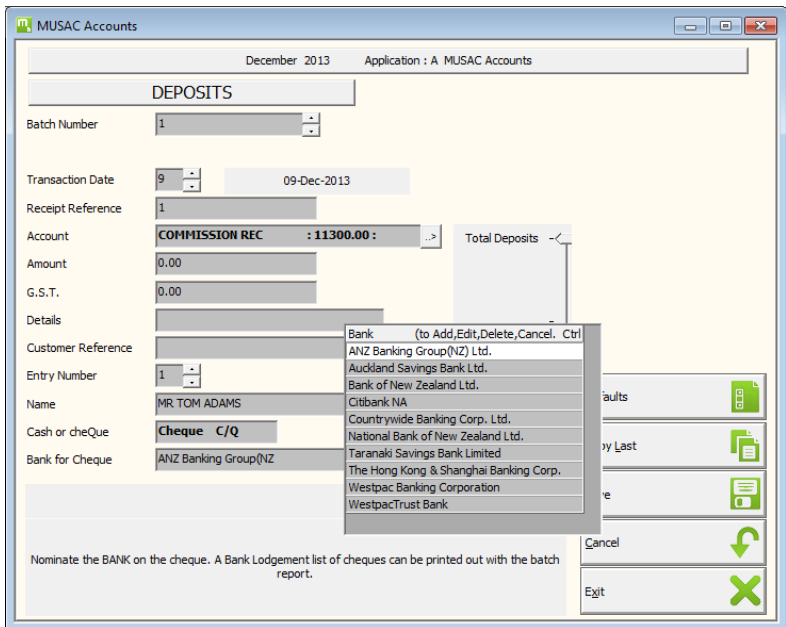 MUSAC Accounts
December 2013 Application : A MUSAC Accounts
DEPOSITS
Batch Number 1
Transaction Date 9 09-Dec-2013
Receipt Reference 1
Account COMMISSION REC : 11300.00 : ..> Total Deposits
Amount 0.00
G.S.T. 0.00
Details
Customer Reference
Entry Number 1
Name MR TOM ADAMS
Cash or cheQue Cheque C/Q
Bank for Cheque ANZ Banking Group(NZ
Bank (to Add,Edit,Delete,Cancel. Ctrl
ANZ Banking Group(NZ) Ltd.
Auckland Savings Bank Ltd.
Bank of New Zealand Ltd.
Citibank NA
Countrywide Banking Corp. Ltd.
National Bank of New Zealand Ltd.
Taranaki Savings Bank Limited
The Hong Kong & Shanghai Banking Corp.
Westpac Banking Corporation
WestpacTrust Bank
Last
Cancel
Exit
Nominate the BANK on the cheque. A Bank Lodgement list of cheques can be printed out with the batch
report.